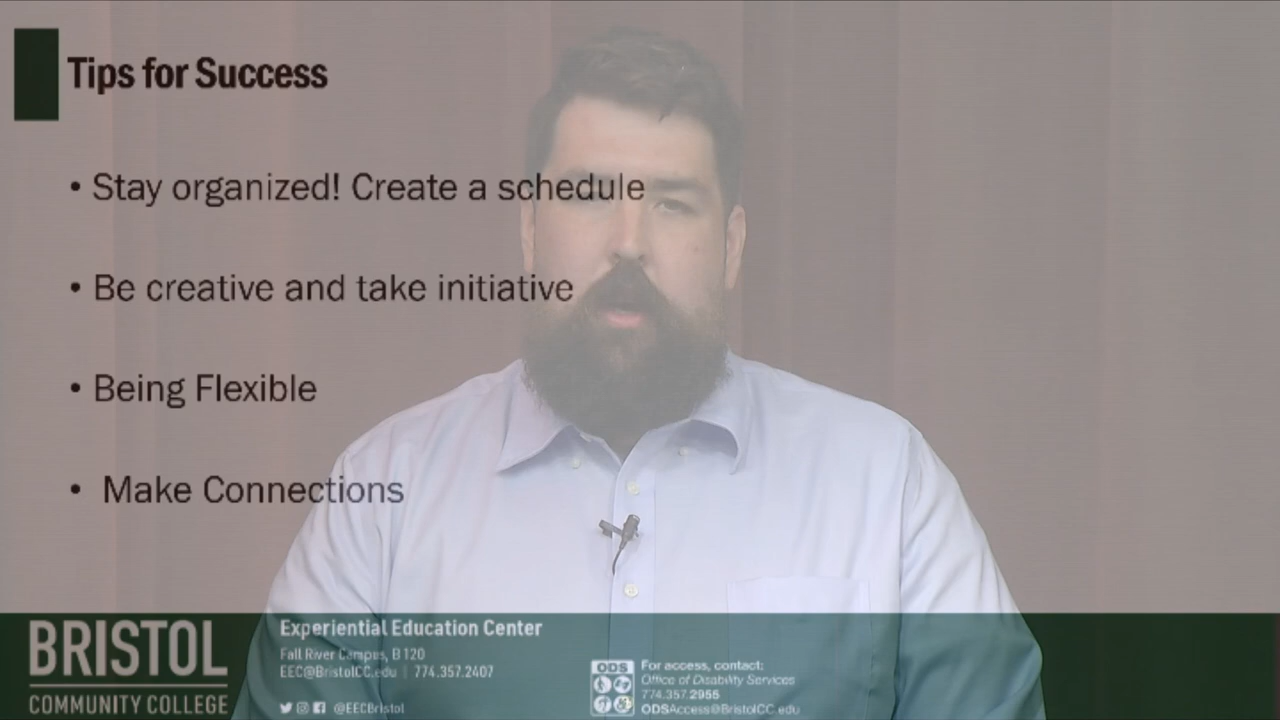 Tips for Success
• Stay organized! Create a schedule
• Be creative and take initiative
• Being Flexible
• Make Connections
BRISTOL
COMMUNITY COLLEGE
Experiential Education Center
Fall River Campus, B 120
EEC@BristolCC.edu | 774.357.2407
@EECBristol
ODS
For access, contact:
Office of Disability Services
774.357.2955
ODSAccess@BristolCC.edu